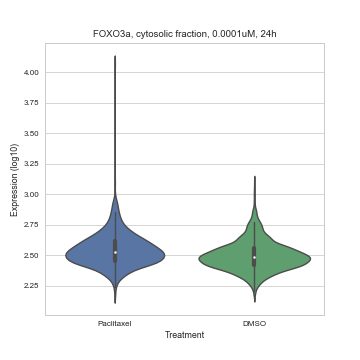 FOXO3a, cytosolic fraction, 0.0001uM, 24h
4.00
3.75
3.50
3.25
3.00
2.75
2.50
2.25
Expression (log10)
Paclitaxel DMSO
Treatment